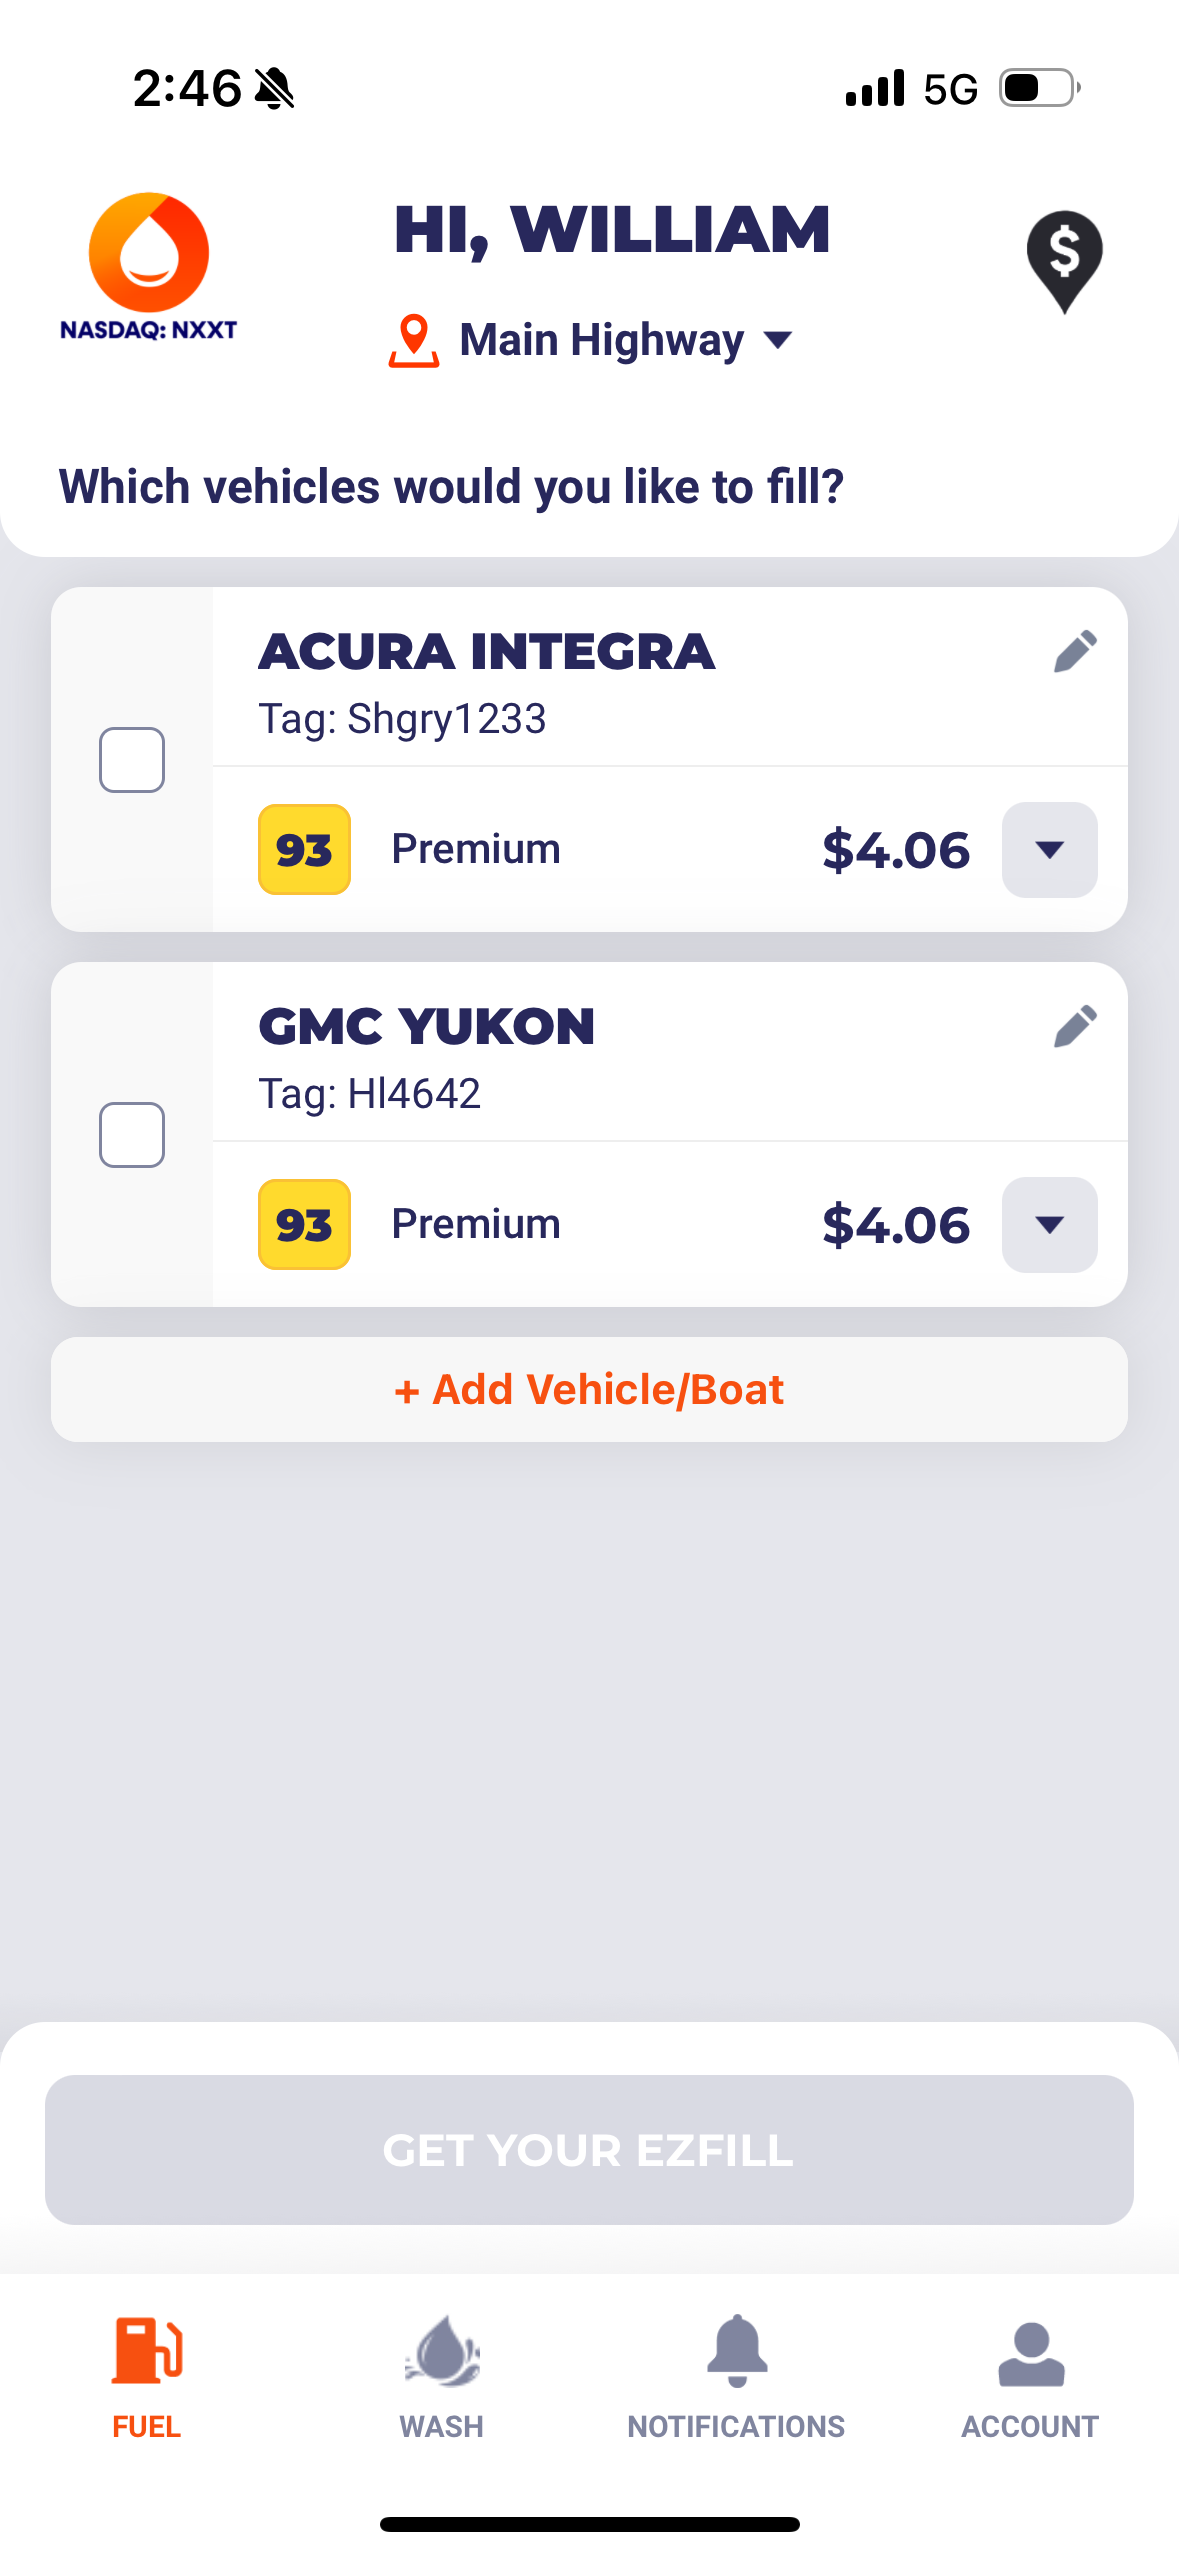 2:46
5G
NASDAQ: NXXT
HI, WILLIAM
$
Main Highway
Which vehicles would you like to fill?
ACURA INTEGRA
Tag: Shgry1233
93 Premium $4.06
GMC YUKON
Tag: Hl4642
93 Premium $4.06
+ Add Vehicle/Boat
GET YOUR EZFILL
FUEL WASH NOTIFICATIONS ACCOUNT